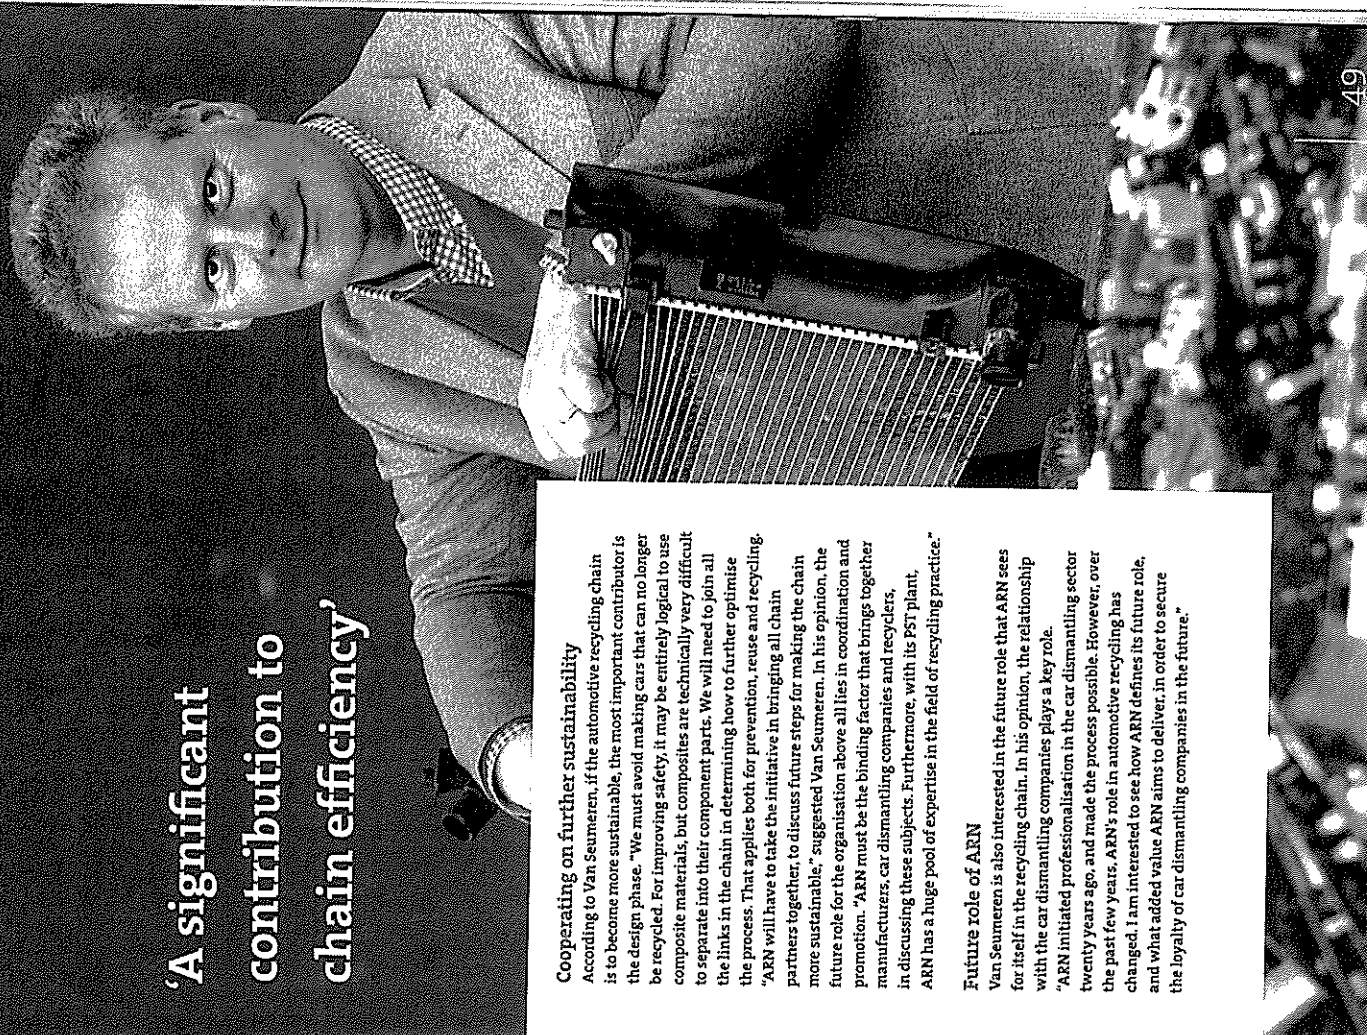 ‘A significant
contribution to
chain efficiency’
Cooperating on further sustainability
According to Van Seumeren, if the automotive recycling chain
is to become more sustainable, the most important contributor is
the design phase. “We must avoid making cars that can no longer
be recycled. For improving safety, it may be entirely logical to use
composite materials, but composites are technically very difficult
to separate into their component parts. We will need to join all
the links in the chain in determining how to further optimise
the process. That applies both for prevention, reuse and recycling.
“ARN will have to take the initiative in bringing all chain
partners together, to discuss future steps for making the chain
more sustainable,” suggested Van Seumeren. In his opinion, the
future role for the organisation above all lies in coordination and
promotion. “ARN must be the binding factor that brings together
manufacturers, car dismantling companies and recyclers,
in discussing these subjects. Furthermore, with its PST plant,
ARN has a huge pool of expertise in the field of recycling practice.”
Future role of ARN
Van Seumeren is also interested in the future role that ARN sees
for itself in the recycling chain. In his opinion, the relationship
with the car dismantling companies plays a key role.
“ARN initiated professionalisation in the car dismantling sector
twenty years ago, and made the process possible. However, over
the past few years, ARN’s role in automotive recycling has
changed. I am interested to see how ARN defines its future role,
and what added value ARN aims to deliver, in order to secure
the loyalty of car dismantling companies in the future.”
49